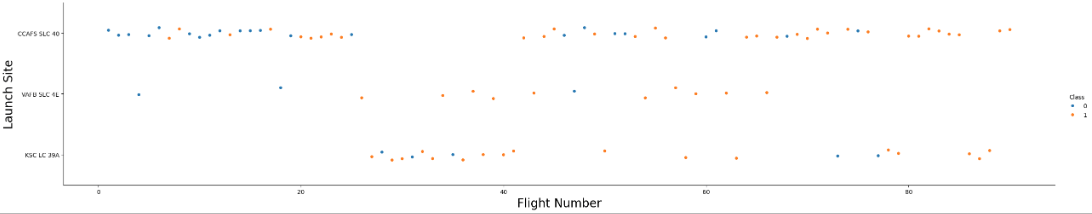 CCAFS SLC 40
VAFB SLC 4E
KSC LC 39A
Launch Site
0
20
40
60
80
Flight Number
Class
0
1